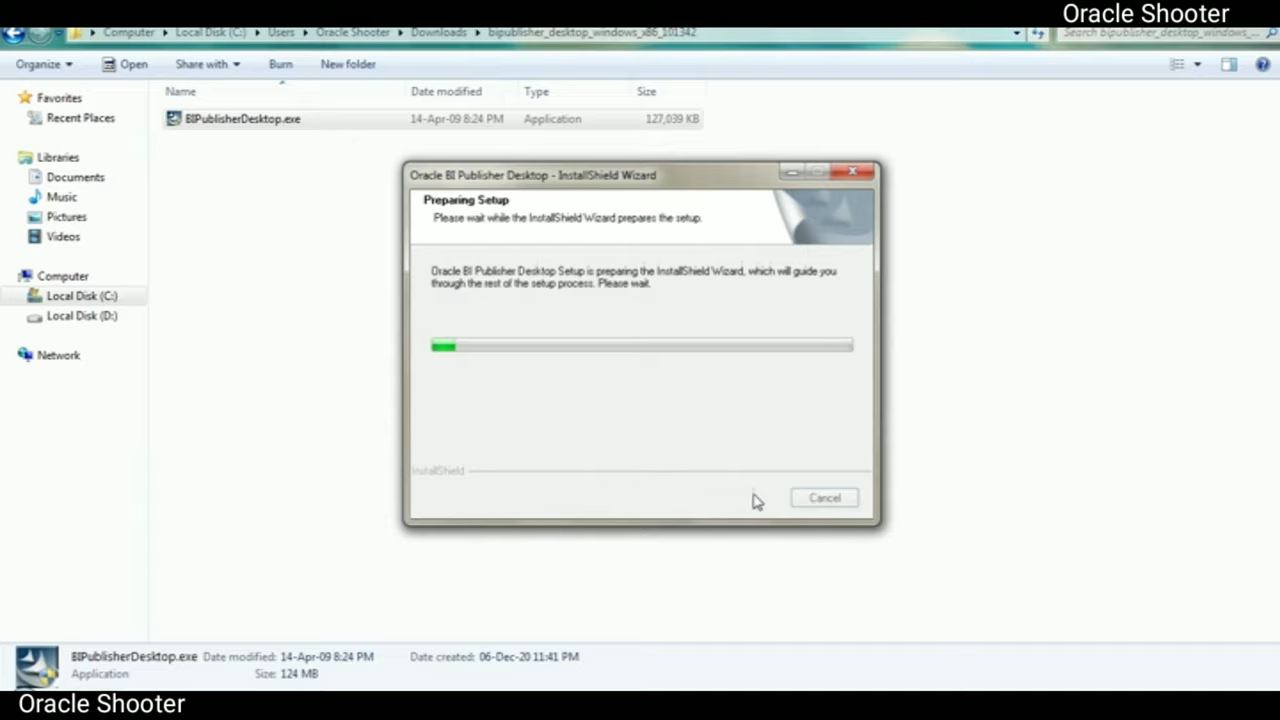 Oracle Shooter
Computer Local Disk (C:) Users Oracle Shooter Downloads bipublisher_desktop_windows_x86_101342
Search bipublisher_desktop_windows_...
Organize Open Share with Burn New folder
Name Date modified Type Size
BIPublisherDesktop.exe 14-Apr-09 8:24 PM Application 127,039 KB
Favorites
Recent Places
Libraries
Documents
Music
Pictures
Videos
Computer
Local Disk (C:)
Local Disk (D:)
Network
Oracle BI Publisher Desktop - InstallShield Wizard
Preparing Setup
Please wait while the InstallShield Wizard prepares the setup.
Oracle BI Publisher Desktop Setup is preparing the InstallShield Wizard, which will guide you
through the rest of the setup process. Please wait.
InstallShield
Cancel
BIPublisherDesktop.exe Date modified: 14-Apr-09 8:24 PM Date created: 06-Dec-20 11:41 PM
Application Size: 124 MB
Oracle Shooter